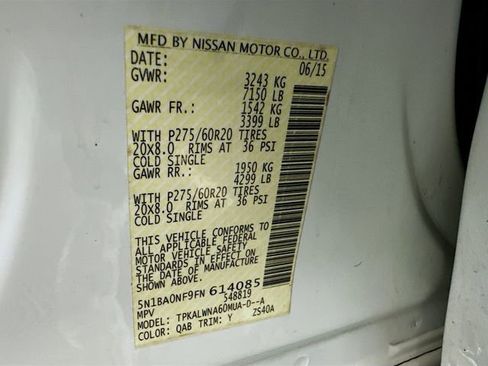 MFD BY NISSAN MOTOR CO., LTD.
DATE: 06/15
GVWR: 3243 KG
7150 LB
GAWR FR.: 1542 KG
3399 LB
WITH P275/60R20 TIRES
20X8.0 RIMS AT 36 PSI
COLD SINGLE
GAWR RR.: 1950 KG
4299 LB
WITH P275/60R20 TIRES
20X8.0 RIMS AT 36 PSI
COLD SINGLE
THIS VEHICLE CONFORMS TO
ALL APPLICABLE FEDERAL
MOTOR VEHICLE SAFETY
STANDARDS IN EFFECT ON
THE DATE OF MANUFACTURE
5N1BA0NF9FN 614085
MPV 548819
MODEL: TPKALWNA60MUA-D--A
COLOR: QAB TRIM: Y ZS40A